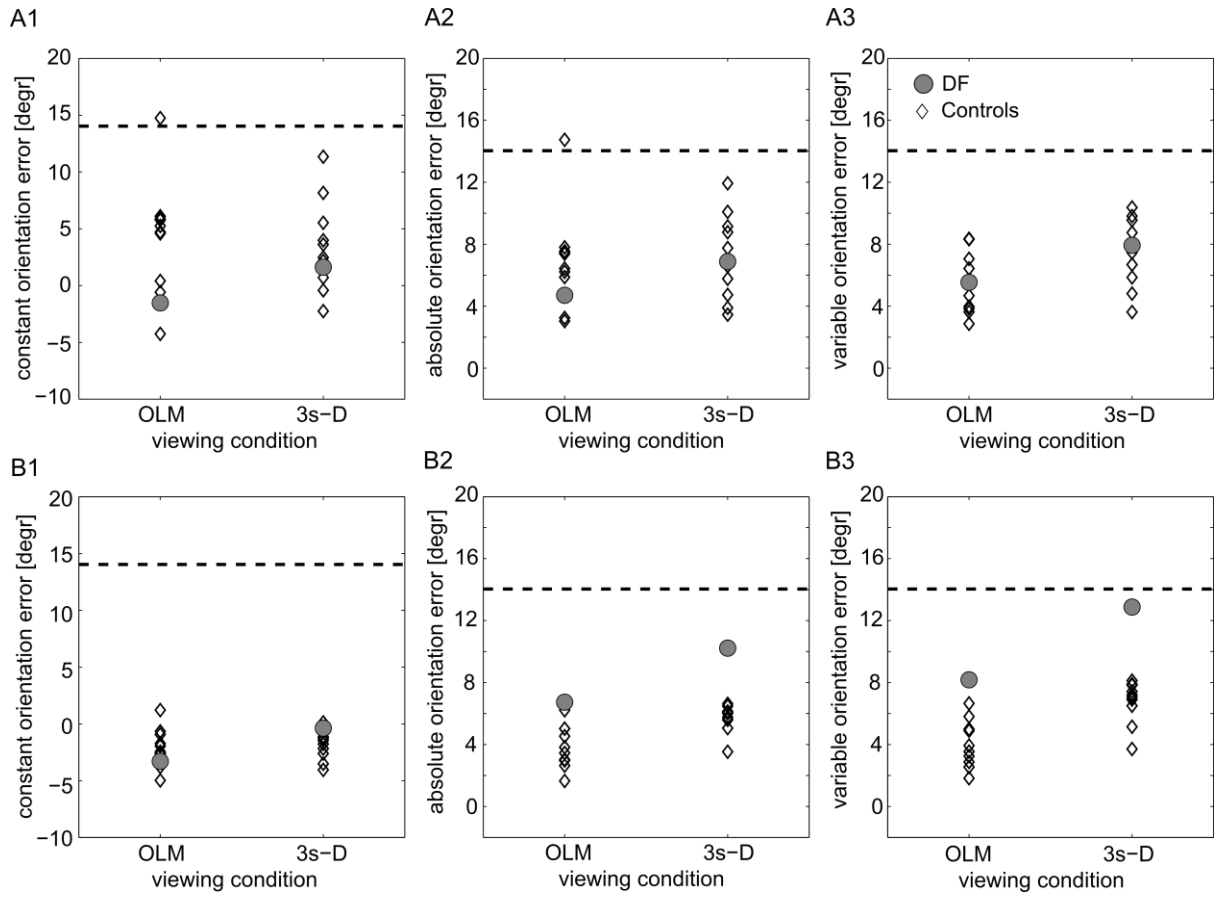 A1
constant orientation error [degr]
20
15
10
5
0
−5
−10
OLM
3s−D
viewing condition
A2
absolute orientation error [degr]
20
16
12
8
4
0
OLM
3s−D
viewing condition
A3
variable orientation error [degr]
20
16
12
8
4
0
DF
Controls
OLM
3s−D
viewing condition
B1
constant orientation error [degr]
20
15
10
5
0
−5
−10
OLM
3s−D
viewing condition
B2
absolute orientation error [degr]
20
16
12
8
4
0
OLM
3s−D
viewing condition
B3
variable orientation error [degr]
20
16
12
8
4
0
OLM
3s−D
viewing condition